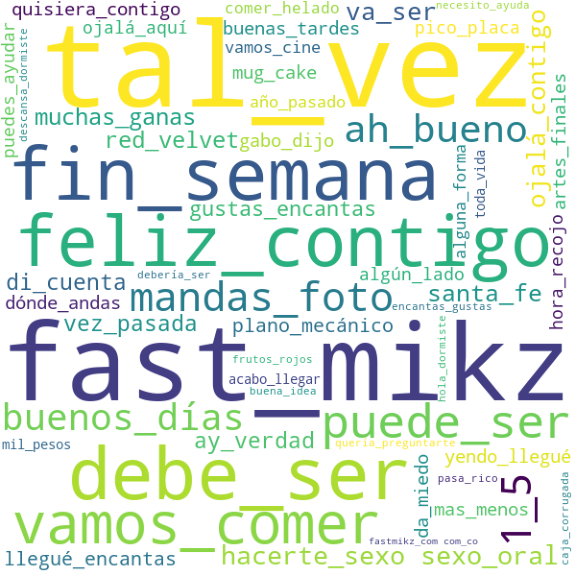 quisiera_contigo
comer_helado
va_ser
necesito_ayuda
ojalá_aquí
buenas_tardes
pico_placa
tal_vez
vamos_cine
puedes_ayudar
descansa_dormiste
mug_cake
año_pasado
ojalá_contigo
artes_finales
muchas_ganas
ah_bueno
red_velvet
gabo_dijo
fin_semana
alguna_forma
toda_vida
gustas_encantas
feliz_contigo
hora_recojo
di_cuenta
debería_ser
algún_lado
dónde_andas
mandas_foto
santa_fe
encantas_gustas
vez_pasada
plano_mecánico
hola_dormiste
fast_mikz
frutos_rojos
acabo_llegar
buena_idea
buenos_días
puede_ser
mil_pesos
ay_verdad
quería_preguntarte
debe_ser
yendo_llegué
da_miedo
pasa_rico
1_5
caja_corrugada
vamos_comer
mas_menos
fastmikz_com
com_co
llegué_encantas
hacerte_sexo
sexo_oral